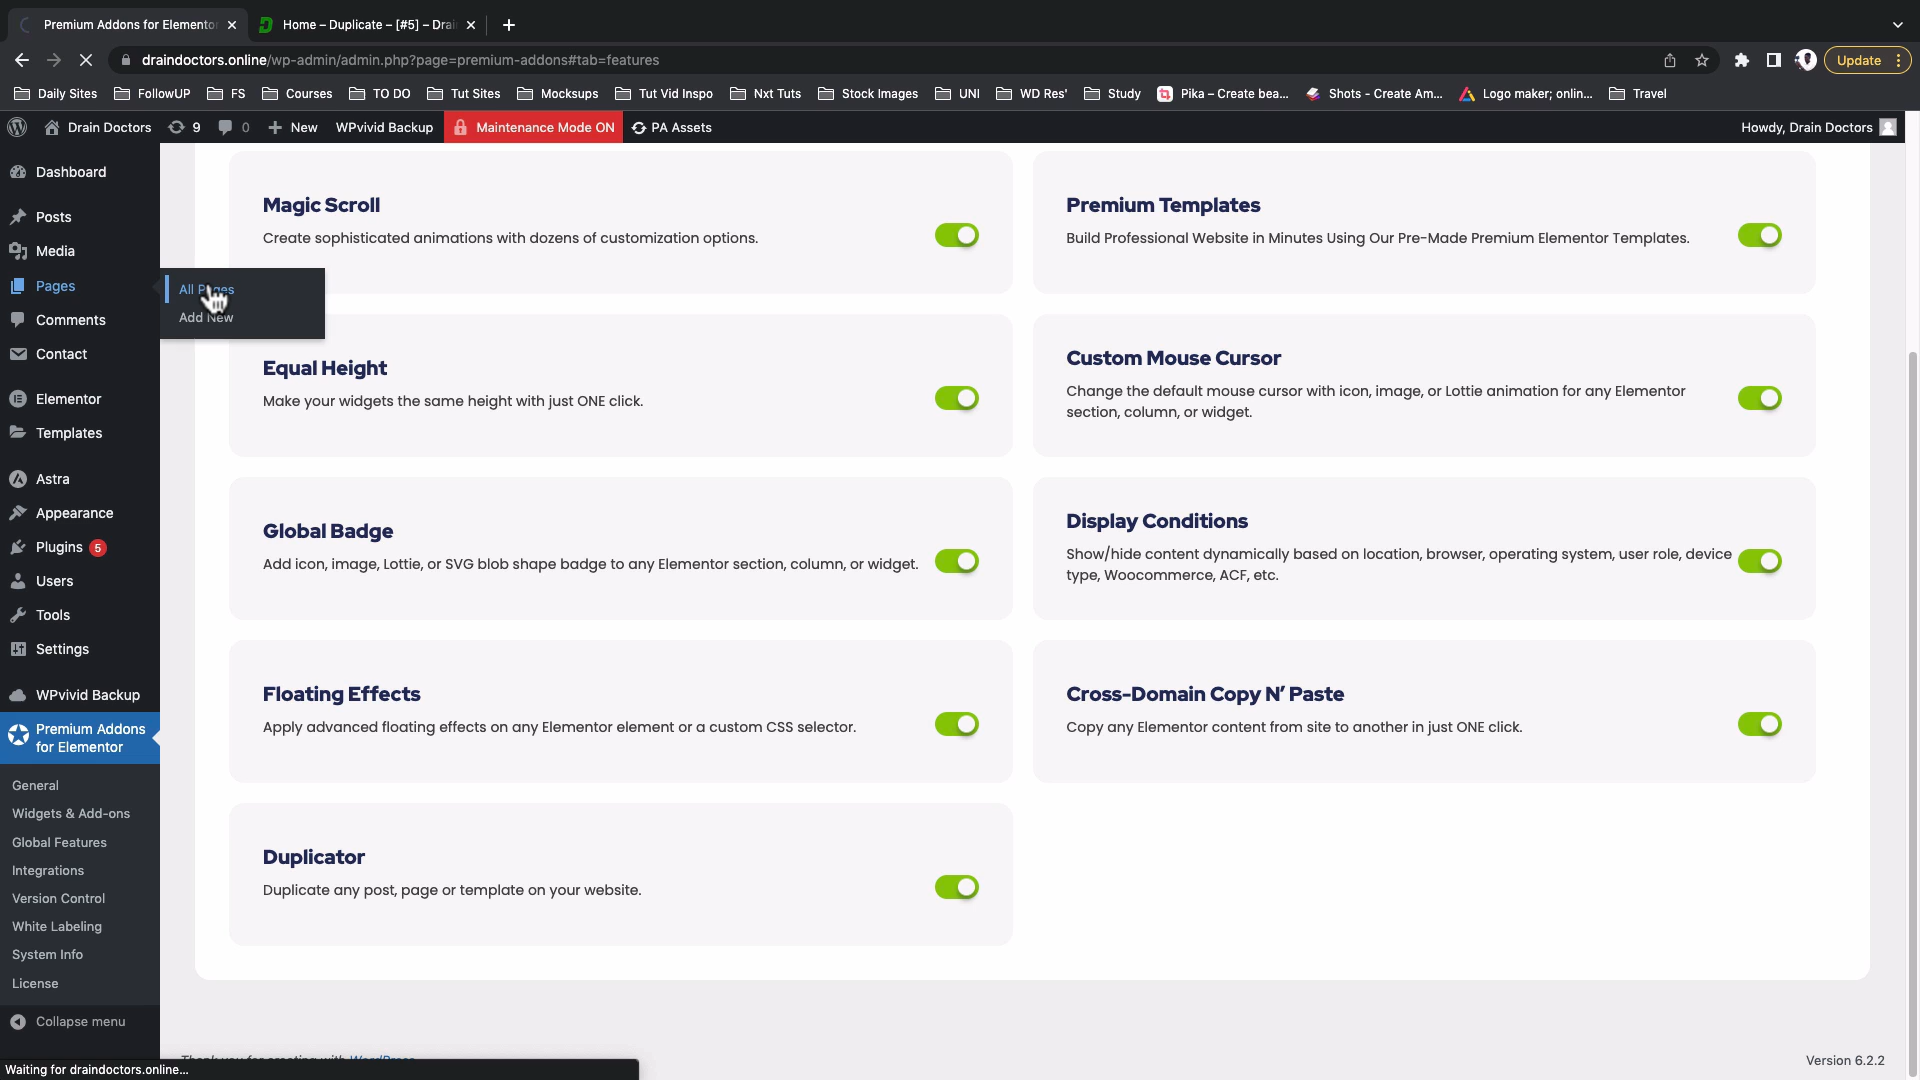 Premium Addons for Elemento
Home – Duplicate – [#5] – Drai
draindoctors.online/wp-admin/admin.php?page=premium-addons#tab=features
Update
Daily Sites
FollowUP
FS
Courses
TO DO
Tut Sites
Mocksups
Tut Vid Inspo
Nxt Tuts
Stock Images
UNI
WD Res'
Study
Pika – Create bea...
Shots - Create Am...
Logo maker; onlin...
Travel
Drain Doctors
9
0
New
WPvivid Backup
Maintenance Mode ON
PA Assets
Howdy, Drain Doctors
Dashboard
Posts
Media
Pages
Comments
Contact
Elementor
Templates
Astra
Appearance
Plugins 5
Users
Tools
Settings
WPvivid Backup
Premium Addons
for Elementor
General
Widgets & Add-ons
Global Features
Integrations
Version Control
White Labeling
System Info
License
Collapse menu
All Pages
Add New
Magic Scroll
Create sophisticated animations with dozens of customization options.
Premium Templates
Build Professional Website in Minutes Using Our Pre-Made Premium Elementor Templates.
Equal Height
Make your widgets the same height with just ONE click.
Custom Mouse Cursor
Change the default mouse cursor with icon, image, or Lottie animation for any Elementor
section, column, or widget.
Global Badge
Add icon, image, Lottie, or SVG blob shape badge to any Elementor section, column, or widget.
Display Conditions
Show/hide content dynamically based on location, browser, operating system, user role, device
type, Woocommerce, ACF, etc.
Floating Effects
Apply advanced floating effects on any Elementor element or a custom CSS selector.
Cross-Domain Copy N' Paste
Copy any Elementor content from site to another in just ONE click.
Duplicator
Duplicate any post, page or template on your website.
Thank you for creating with WordPress
Version 6.2.2
Waiting for draindoctors.online...